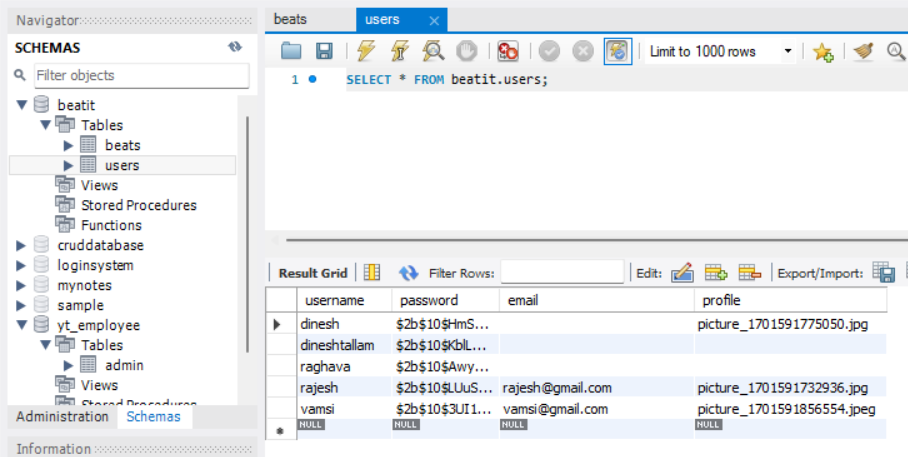 Navigator
SCHEMAS
Filter objects
beatit
Tables
beats
users
Views
Stored Procedures
Functions
cruddatabase
loginsystem
mynotes
sample
yt_employee
Tables
admin
Views
Stored Procedures
Administration Schemas
Information
beats users
Limit to 1000 rows
1 SELECT * FROM beatit.users;
Result Grid Filter Rows: Edit: Export/Import:
username password email profile
dinesh $2b$10$HmS... picture_1701591775050.jpg
dineshtallam $2b$10$KblL...
raghava $2b$10$Awy...
rajesh $2b$10$LUuS... rajesh@gmail.com picture_1701591732936.jpg
vamsi $2b$10$3UI1... vamsi@gmail.com picture_1701591856554.jpeg
NULL NULL NULL NULL